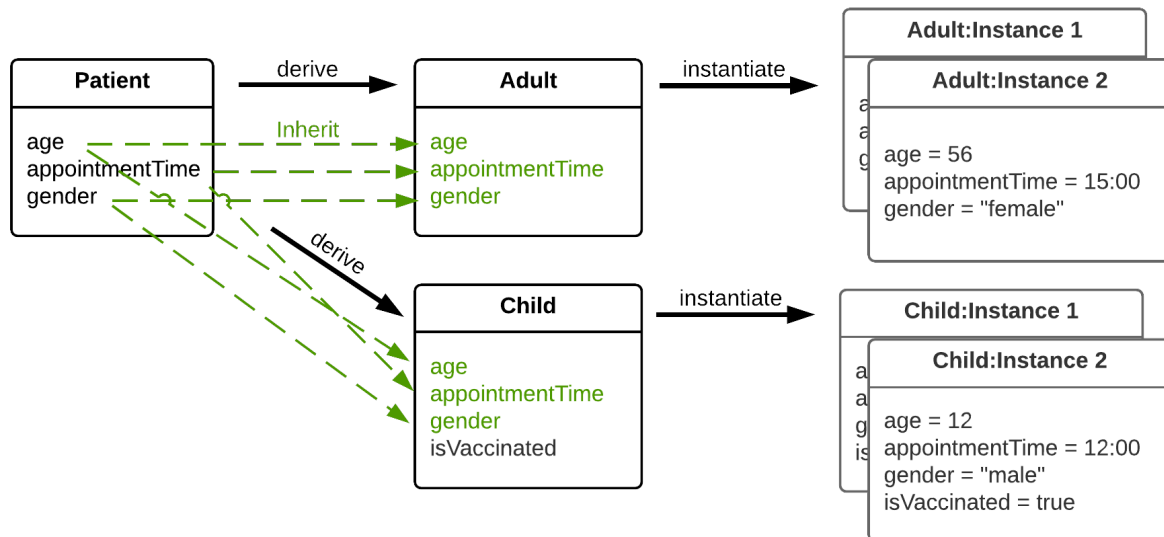 Patient
age
appointmentTime
gender
derive
Inherit
derive
Adult
age
appointmentTime
gender
Child
age
appointmentTime
gender
isVaccinated
instantiate
instantiate
Adult:Instance 1
Adult:Instance 2
age = 56
appointmentTime = 15:00
gender = "female"
Child:Instance 1
Child:Instance 2
age = 12
appointmentTime = 12:00
gender = "male"
isVaccinated = true